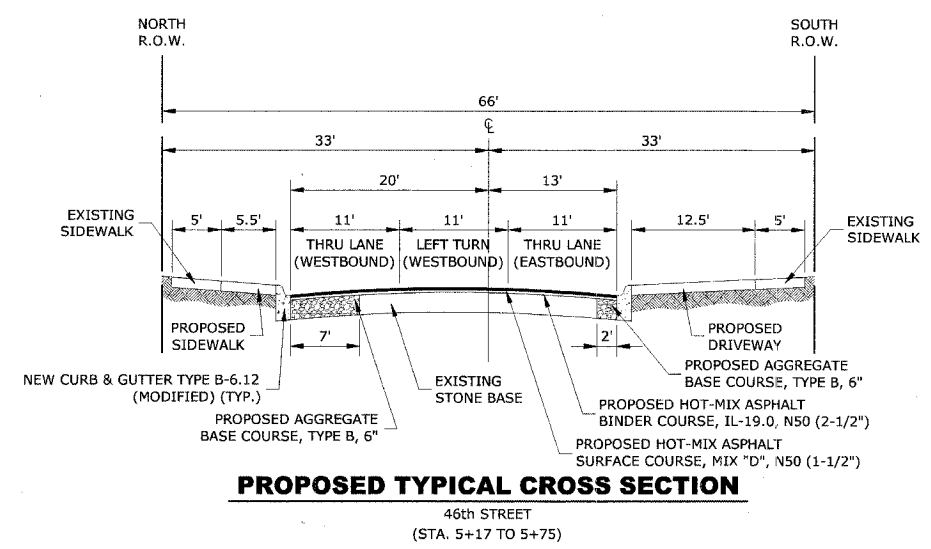 NORTH
R.O.W.
SOUTH
R.O.W.
66'
℄
33'
33'
20'
13'
EXISTING
SIDEWALK
5'
5.5'
11'
11'
11'
12.5'
5'
EXISTING
SIDEWALK
THRU LANE
(WESTBOUND)
LEFT TURN
(WESTBOUND)
THRU LANE
(EASTBOUND)
PROPOSED
SIDEWALK
7'
2'
PROPOSED
DRIVEWAY
NEW CURB & GUTTER TYPE B-6.12
(MODIFIED) (TYP.)
EXISTING
STONE BASE
PROPOSED AGGREGATE
BASE COURSE, TYPE B, 6"
PROPOSED AGGREGATE
BASE COURSE, TYPE B, 6"
PROPOSED HOT-MIX ASPHALT
BINDER COURSE, IL-19.0, N50 (2-1/2")
PROPOSED HOT-MIX ASPHALT
SURFACE COURSE, MIX "D", N50 (1-1/2")
PROPOSED TYPICAL CROSS SECTION
46th STREET
(STA. 5+17 TO 5+75)